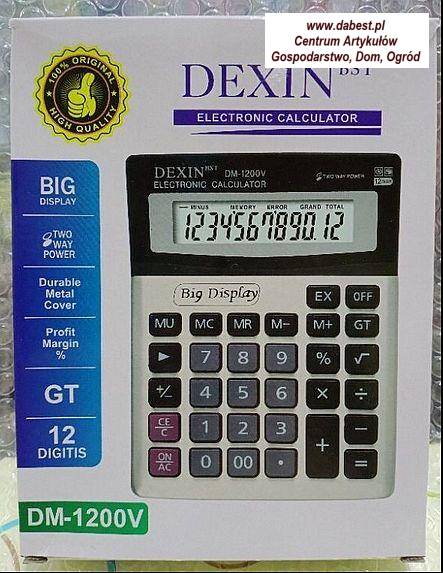 www.dabest.pl
Centrum Artykułów
Gospodarstwo, Dom, Ogród
100% ORIGINAL
HIGH QUALITY
DEXIN BST
ELECTRONIC CALCULATOR
BIG
DISPLAY
TWO
WAY
POWER
Durable
Metal
Cover
Profit
Margin
%
GT
12
DIGITIS
DM-1200V
DEXIN BST DM-1200V TWO WAY POWER
ELECTRONIC CALCULATOR
MINUS MEMORY ERROR GRAND TOTAL
1234567890.12
Big Display
EX OFF
MU MC MR M- M+ GT
► 7 8 9 % √
+/- 4 5 6 × ÷
CE/C 1 2 3 + −
ON/AC 0 00 · =